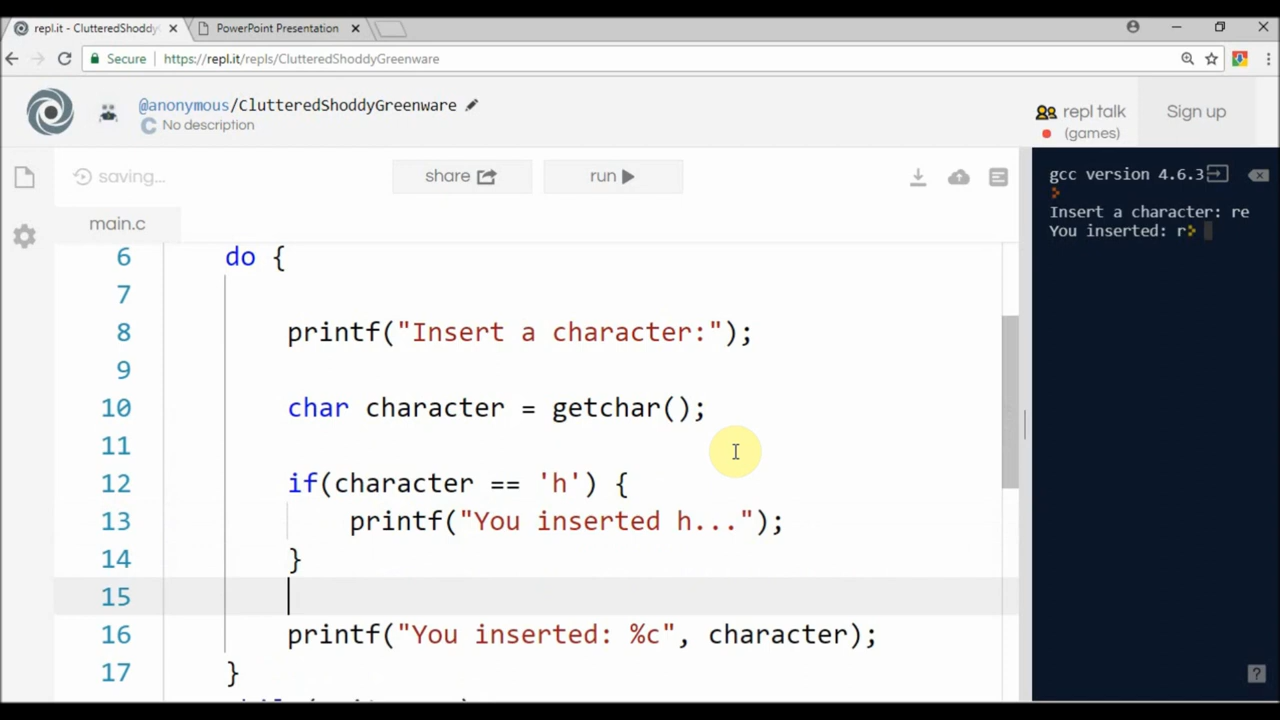 repl.it - ClutteredShoddy
PowerPoint Presentation
Secure https://repl.it/repls/ClutteredShoddyGreenware
@anonymous/ClutteredShoddyGreenware
No description
repl talk
(games)
Sign up
saving...
share
run
main.c
6 do {
7
8 printf("Insert a character:");
9
10 char character = getchar();
11
12 if(character == 'h') {
13 printf("You inserted h...");
14 }
15
16 printf("You inserted: %c", character);
17 }
gcc version 4.6.3
Insert a character: re
You inserted: r